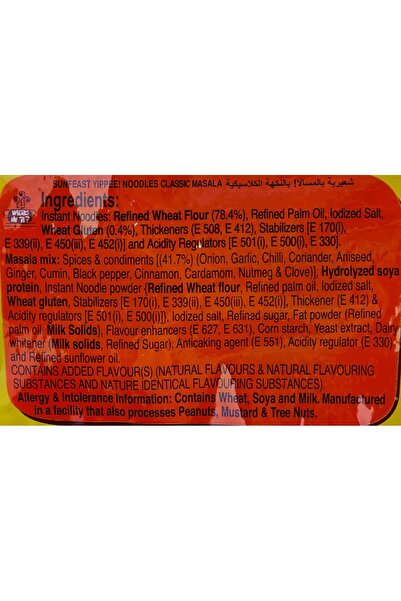 SUNFEAST YIPPEE! NOODLES CLASSIC MASALA شعيرية بالمسالا! بالنكهة الكلاسيكية
Ingredients:
Instant Noodles: Refined Wheat Flour (78.4%), Refined Palm Oil, Iodized Salt,
Wheat Gluten (0.4%), Thickeners (E 508, E 412), Stabilizers [E 170(i),
E 339(ii), E 450(iii), E 452(i)] and Acidity Regulators [E 501(i), E 500(i), E 330].
Masala mix: Spices & condiments [(41.7%) (Onion, Garlic, Chilli, Coriander, Aniseed,
Ginger, Cumin, Black pepper, Cinnamon, Cardamom, Nutmeg & Clove)], Hydrolyzed soya
protein, Instant Noodle powder {Refined Wheat flour, Refined palm oil, Iodized salt,
Wheat gluten, Stabilizers [E 170(i), E 339(ii), E 450(iii), E 452(i)], Thickener (E 412) &
Acidity regulators [E 501(i), E 500(i)]}, Iodized salt, Refinad sugar, Fat powder (Refined
palm oil, Milk Solids), Flavour enhancers (E 627, E 631), Corn starch, Yeast extract, Dairy
whitener (Milk solids, Refined Sugar), Anticaking agent (E 551), Acidity regulator (E 330)
and Refined sunflower oil.
CONTAINS ADDED FLAVOUR(S) (NATURAL FLAVOURS & NATURAL FLAVOURING
SUBSTANCES AND NATURE IDENTICAL FLAVOURING SUBSTANCES).
Allergy & Intolerance Information: Contains Wheat, Soya and Milk. Manufactured
in a facility that also processes Peanuts, Mustard & Tree Nuts.